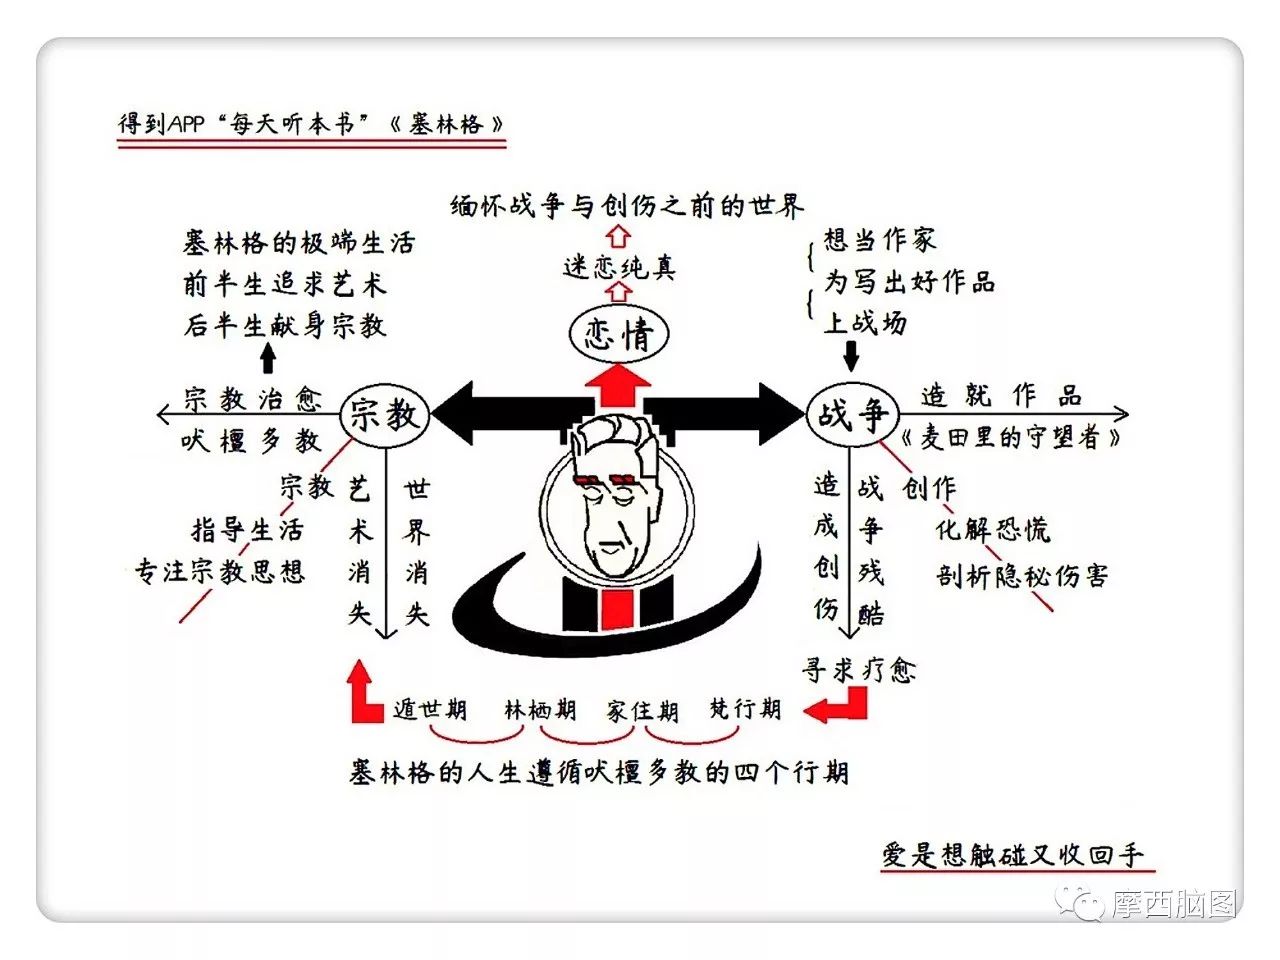 得到APP“每天听本书”《塞林格》
缅怀战争与创伤之前的世界
迷恋纯真
恋情
塞林格的极端生活
前半生追求艺术
后半生献身宗教
想当作家
为写出好作品
上战场
宗教治愈
吠檀多教
宗教
战争
造就作品
《麦田里的守望者》
宗教
指导生活
专注宗教思想
艺术消失
世界消失
造成创伤
战争残酷
创作
化解恐慌
剖析隐秘伤害
寻求疗愈
遁世期 林栖期 家住期 梵行期
塞林格的人生遵循吠檀多教的四个行期
爱是想触碰又收回手
摩西脑图